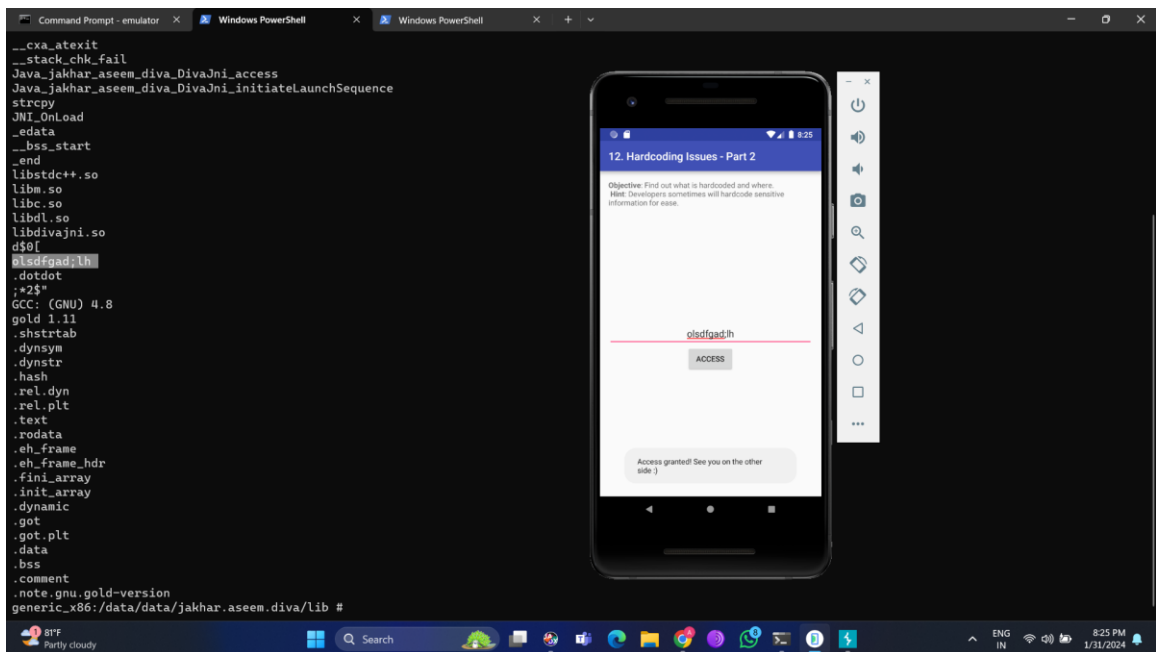 Command Prompt - emulator
Windows PowerShell
Windows PowerShell
__cxa_atexit
__stack_chk_fail
Java_jakhar_aseem_diva_DivaJni_access
Java_jakhar_aseem_diva_DivaJni_initiateLaunchSequence
strcpy
JNI_OnLoad
_edata
__bss_start
_end
libstdc++.so
libm.so
libc.so
libdl.so
libdivajni.so
d$0[
olsdfgad;lh
.dotdot
;*2$"
GCC: (GNU) 4.8
gold 1.11
.shstrtab
.dynsym
.dynstr
.hash
.rel.dyn
.rel.plt
.text
.rodata
.eh_frame
.eh_frame_hdr
.fini_array
.init_array
.dynamic
.got
.got.plt
.data
.bss
.comment
.note.gnu.gold-version
generic_x86:/data/data/jakhar.aseem.diva/lib #
8:25
12. Hardcoding Issues - Part 2
Objective: Find out what is hardcoded and where.
Hint: Developers sometimes will hardcode sensitive
information for ease.
olsdfgad;lh
ACCESS
Access granted! See you on the other
side :)
1
81°F
Partly cloudy
Search
ENG
IN
8:25 PM
1/31/2024